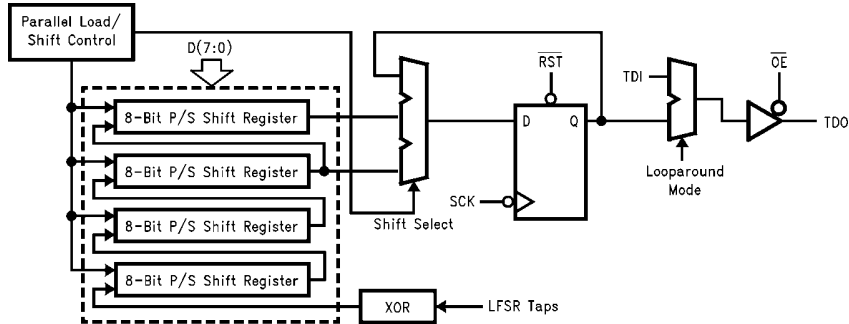 Parallel Load/
Shift Control
D(7:0)
8-Bit P/S Shift Register
8-Bit P/S Shift Register
8-Bit P/S Shift Register
8-Bit P/S Shift Register
Shift Select
XOR
LFSR Taps
RST
D
Q
SCK
TDI
Looparound
Mode
OE
TDO